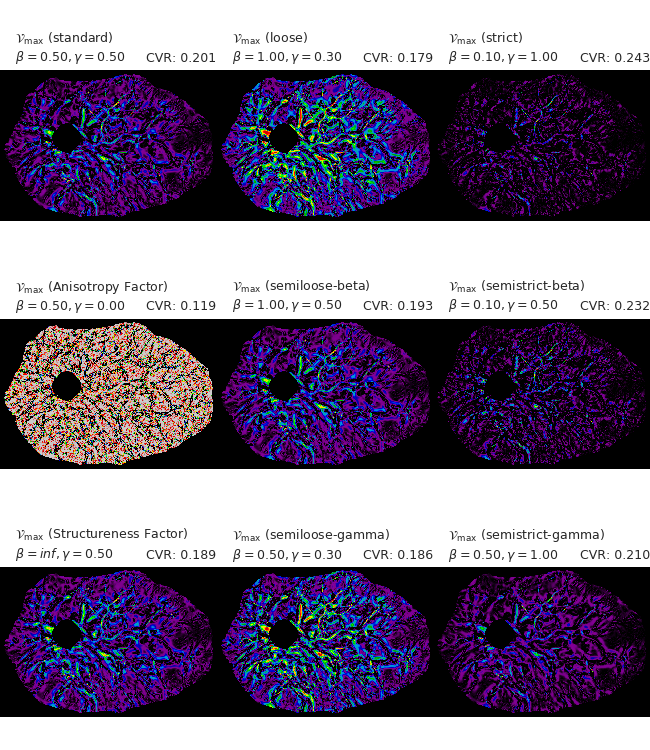 𝒱max (standard)
β = 0.50, γ = 0.50 CVR: 0.201
𝒱max (loose)
β = 1.00, γ = 0.30 CVR: 0.179
𝒱max (strict)
β = 0.10, γ = 1.00 CVR: 0.243
𝒱max (Anisotropy Factor)
β = 0.50, γ = 0.00 CVR: 0.119
𝒱max (semiloose-beta)
β = 1.00, γ = 0.50 CVR: 0.193
𝒱max (semistrict-beta)
β = 0.10, γ = 0.50 CVR: 0.232
𝒱max (Structureness Factor)
β = inf, γ = 0.50 CVR: 0.189
𝒱max (semiloose-gamma)
β = 0.50, γ = 0.30 CVR: 0.186
𝒱max (semistrict-gamma)
β = 0.50, γ = 1.00 CVR: 0.210